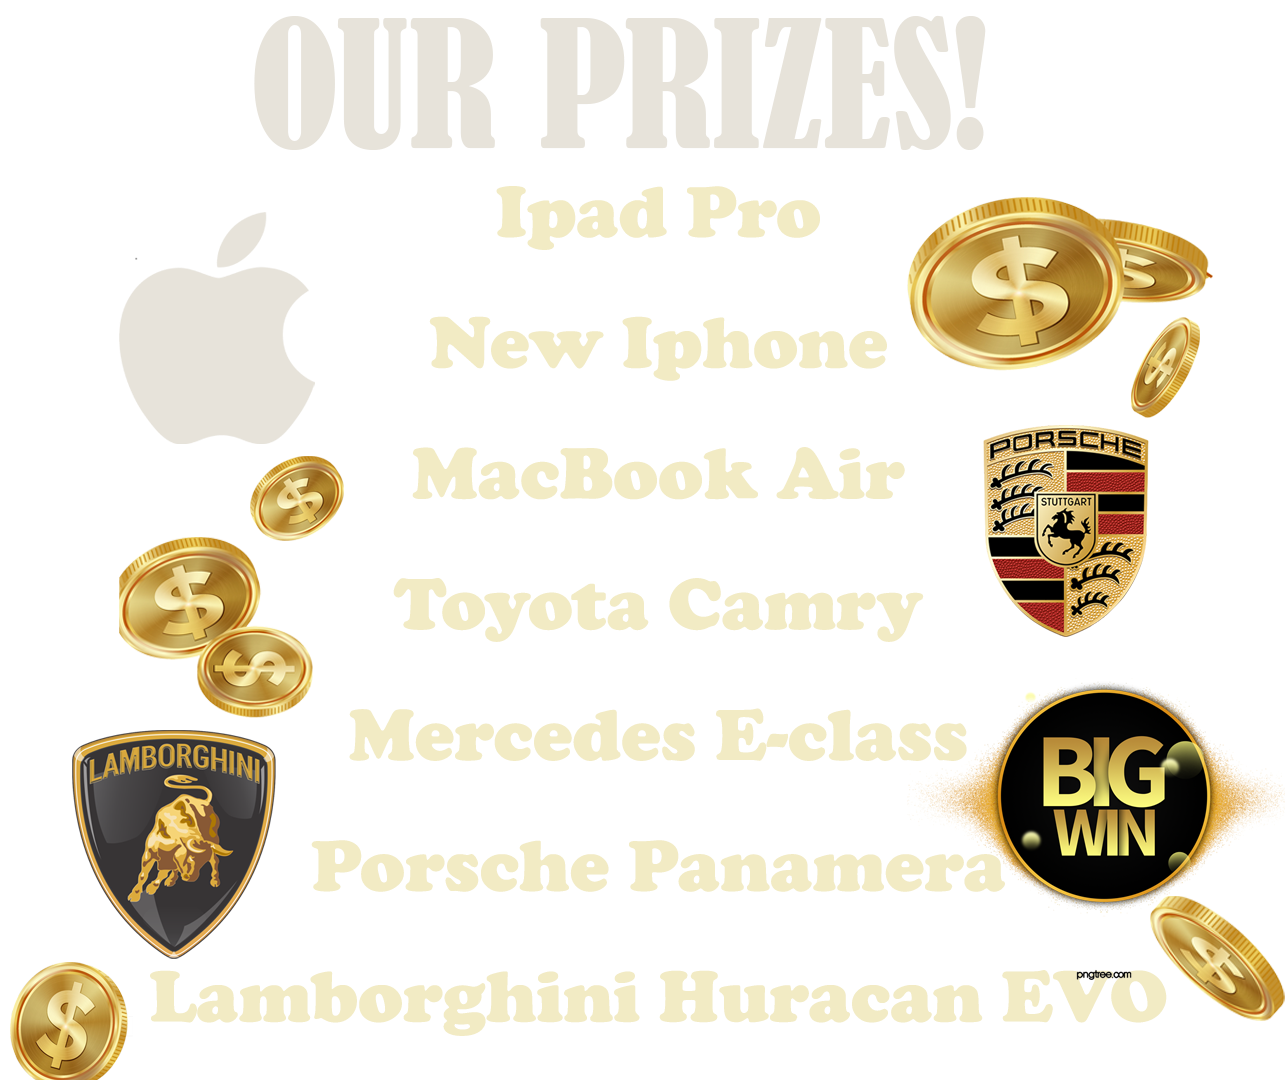 OUR PRIZES!
Ipad Pro
New Iphone
MacBook Air
PORSCHE
STUTTGART
Toyota Camry
Mercedes E-class
LAMBORGHINI
BIG
WIN
Porsche Panamera
pngtree.com
Lamborghini Huracan EVO